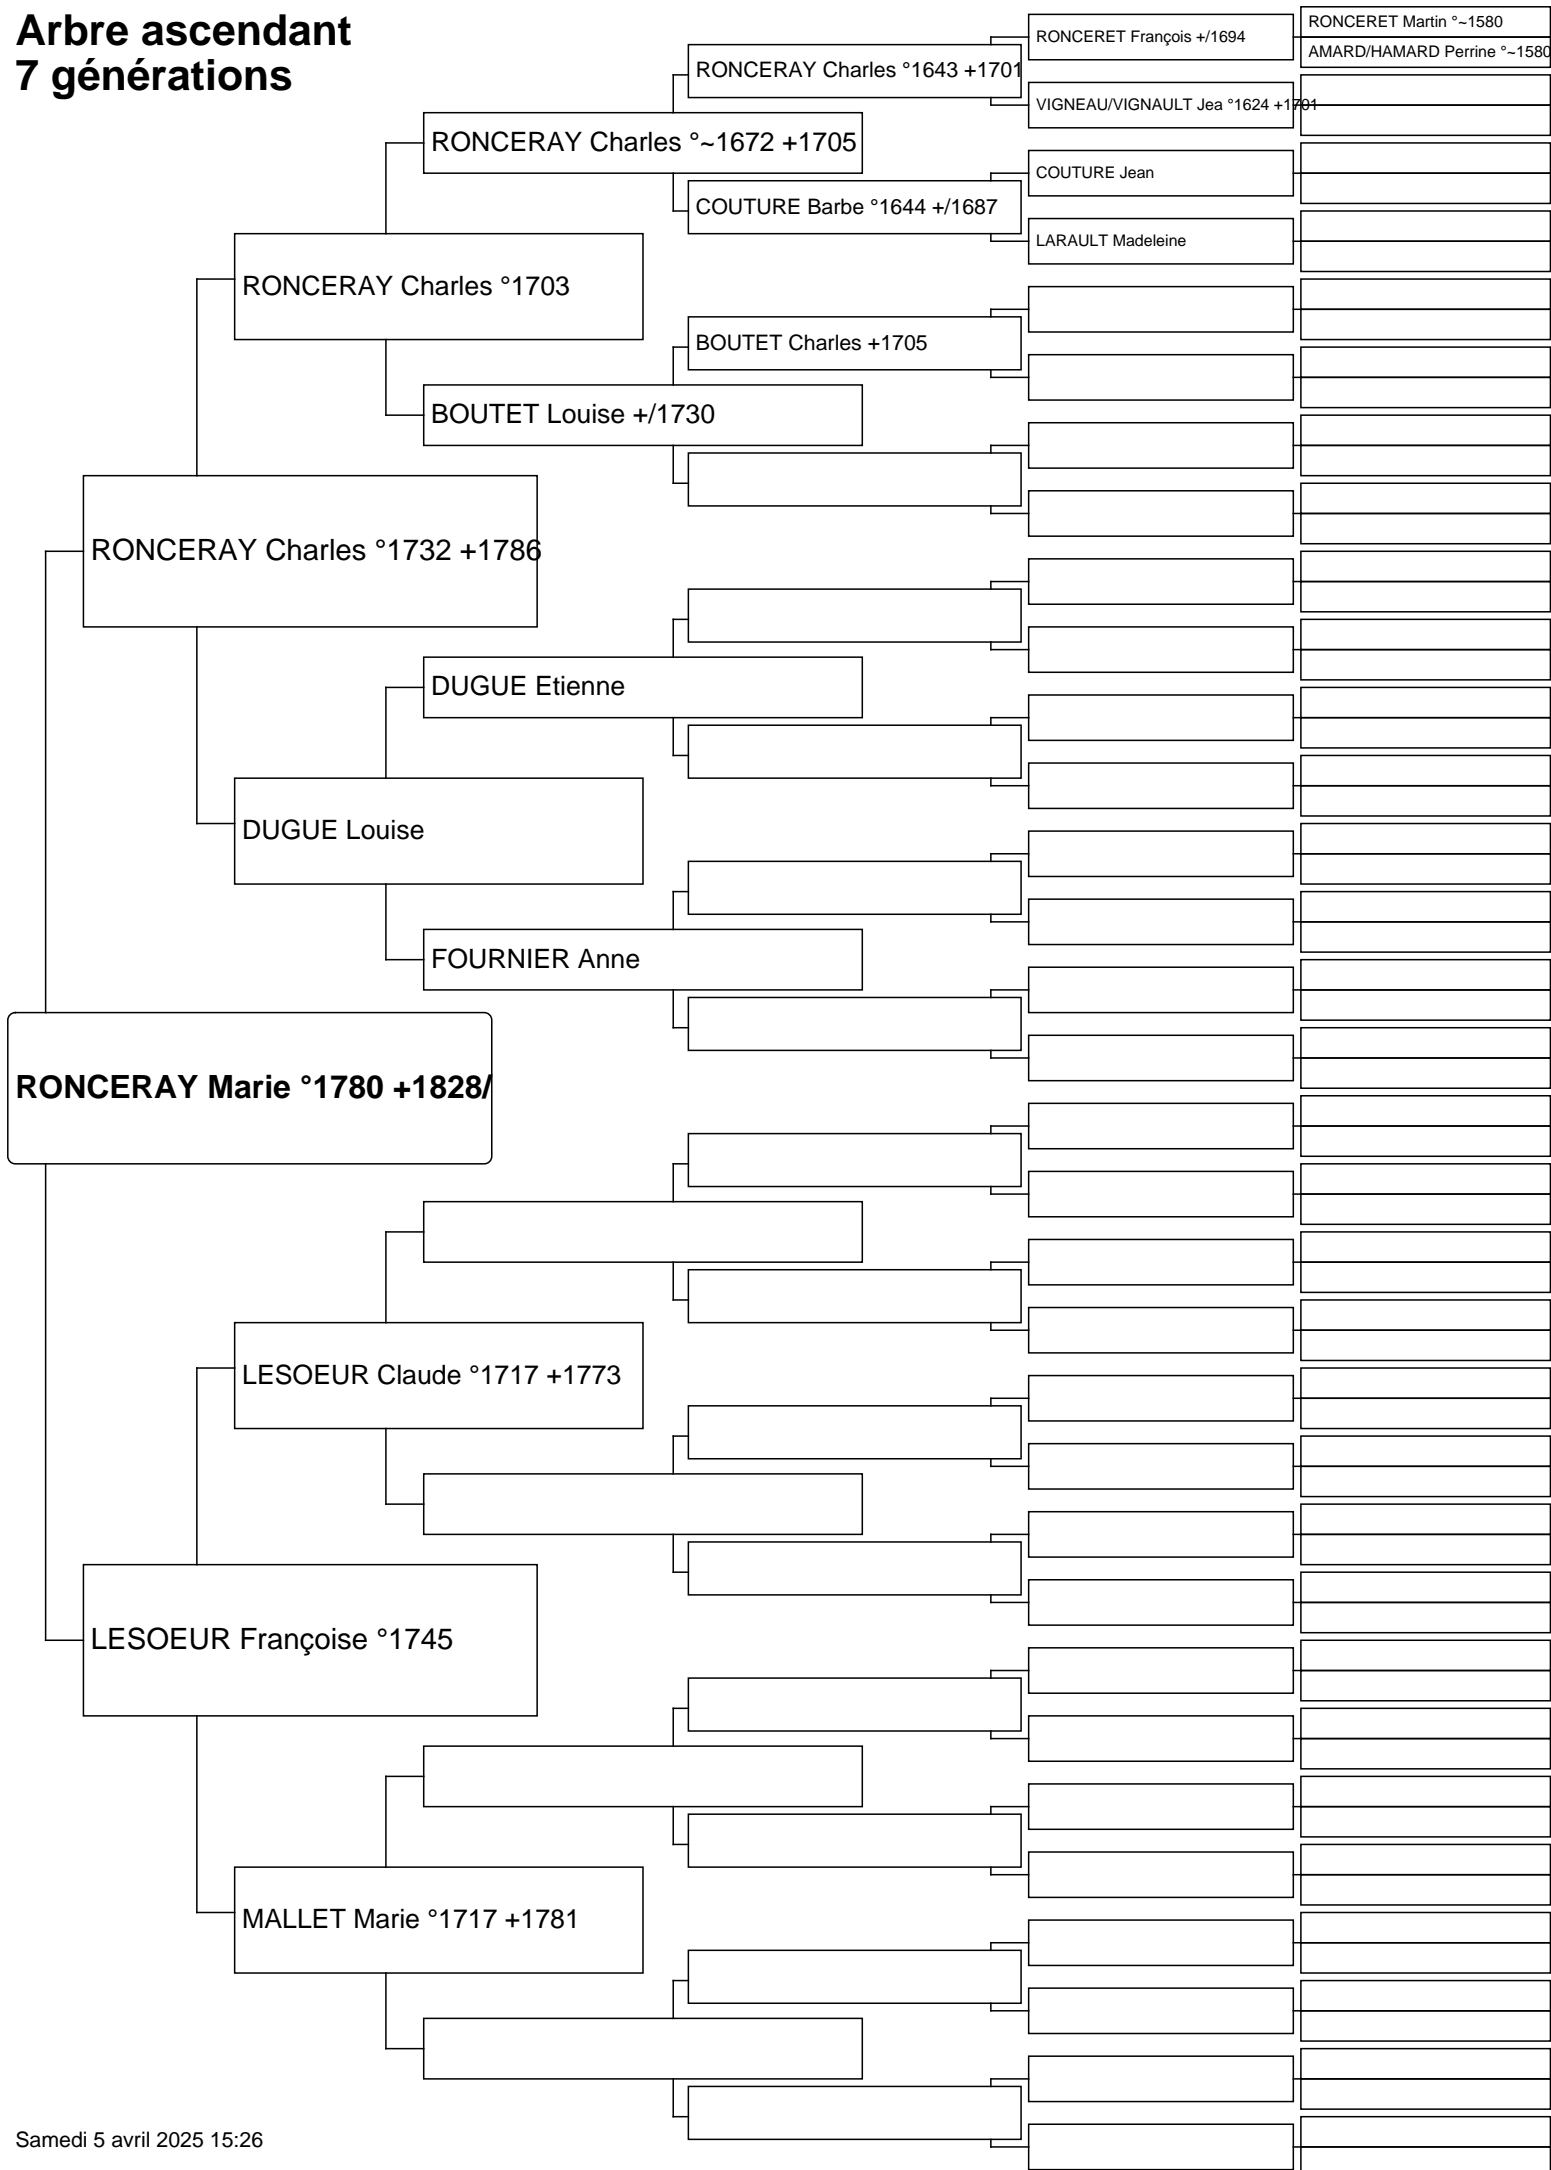 Arbre ascendant
7 générations
RONCERET Martin °~1580
RONCERET François +/1694
AMARD/HAMARD Perrine °~1580
RONCERAY Charles °1643 +1701
VIGNEAU/VIGNAULT Jea °1624 +1701
RONCERAY Charles °~1672 +1705
COUTURE Jean
COUTURE Barbe °1644 +/1687
LARAULT Madeleine
RONCERAY Charles °1703
BOUTET Charles +1705
BOUTET Louise +/1730
RONCERAY Charles °1732 +1786
DUGUE Etienne
DUGUE Louise
FOURNIER Anne
RONCERAY Marie °1780 +1828/
LESOEUR Claude °1717 +1773
LESOEUR Françoise °1745
MALLET Marie °1717 +1781
Samedi 5 avril 2025 15:26